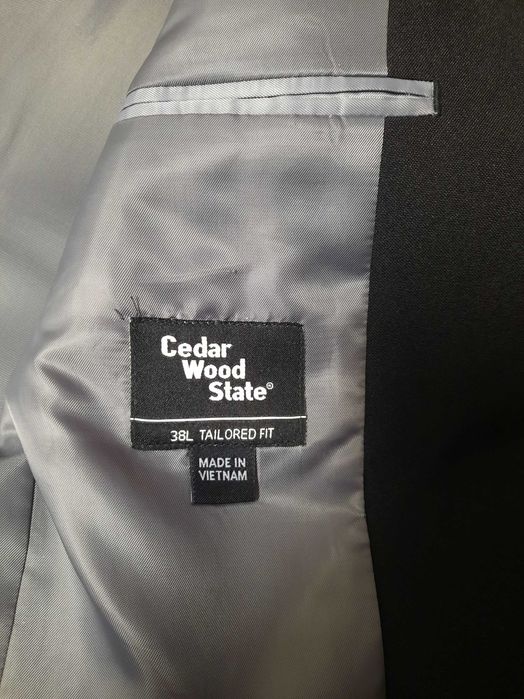 Cedar
Wood
State®
38L TAILORED FIT
MADE IN
VIETNAM